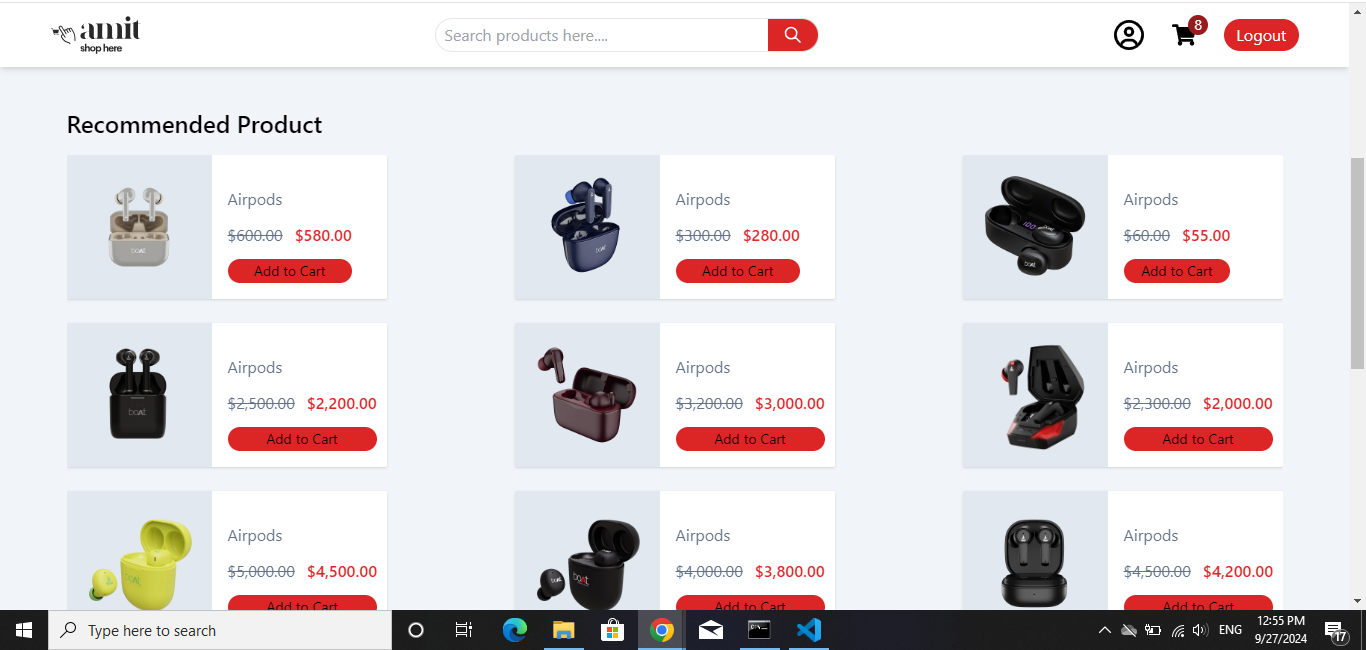 amit
shop here
Search products here....
8
Logout
Recommended Product
Airpods
$600.00 $580.00
Add to Cart
Airpods
$300.00 $280.00
Add to Cart
100
boAt
Airpods
$60.00 $55.00
Add to Cart
boAt
Airpods
$2,500.00 $2,200.00
Add to Cart
Airpods
$3,200.00 $3,000.00
Add to Cart
Airpods
$2,300.00 $2,000.00
Add to Cart
boAt
Airpods
$5,000.00 $4,500.00
Add to Cart
boAt
Airpods
$4,000.00 $3,800.00
Add to Cart
Airpods
$4,500.00 $4,200.00
Add to Cart
Type here to search
ENG
12:55 PM
9/27/2024
17